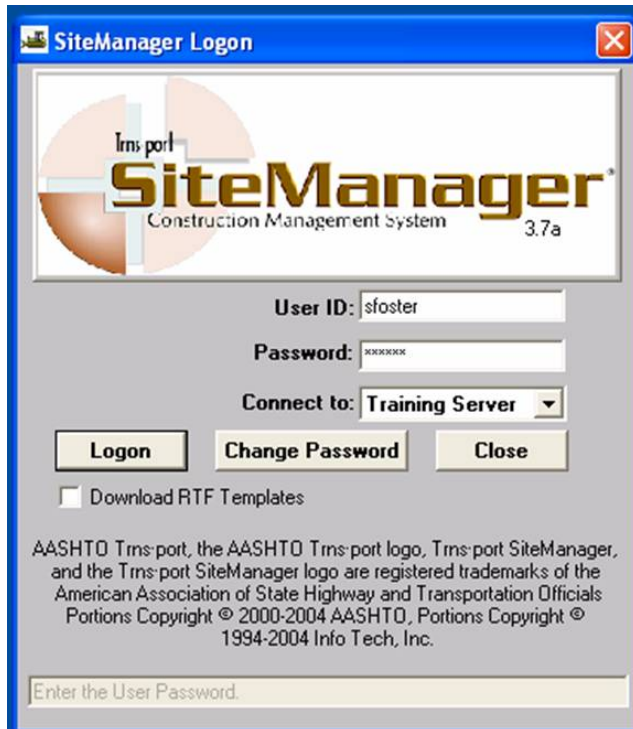 SiteManager Logon
Trns·port
SiteManager®
Construction Management System
3.7a
User ID: sfoster
Password: ××××××
Connect to: Training Server
Logon Change Password Close
Download RTF Templates
AASHTO Trns·port, the AASHTO Trns·port logo, Trns·port SiteManager,
and the Trns·port SiteManager logo are registered trademarks of the
American Association of State Highway and Transportation Officials
Portions Copyright © 2000-2004 AASHTO, Portions Copyright ©
1994-2004 Info Tech, Inc.
Enter the User Password.